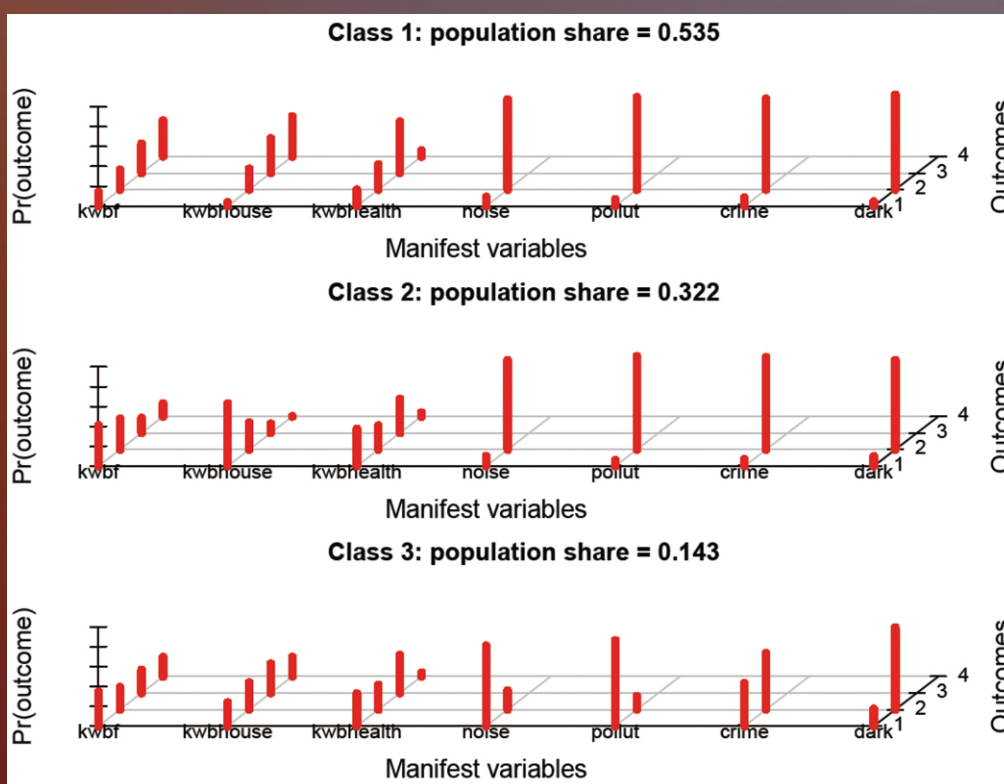 Class 1: population share = 0.535
Pr(outcome)
kwbf kwbhouse kwbhealth noise pollut crime dark
1
2
3
4
Outcomes
Manifest variables
Class 2: population share = 0.322
Pr(outcome)
kwbf kwbhouse kwbhealth noise pollut crime dark
1
2
3
4
Outcomes
Manifest variables
Class 3: population share = 0.143
Pr(outcome)
kwbf kwbhouse kwbhealth noise pollut crime dark
1
2
3
4
Outcomes
Manifest variables